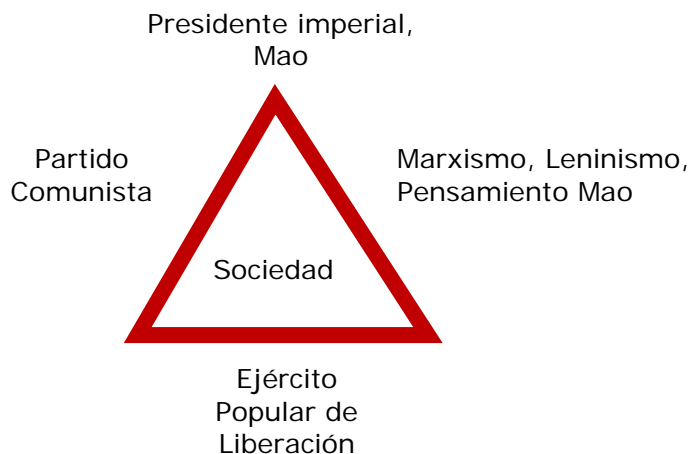 Presidente imperial,
Mao
Partido
Comunista
Marxismo, Leninismo,
Pensamiento Mao
Sociedad
Ejército
Popular de
Liberación